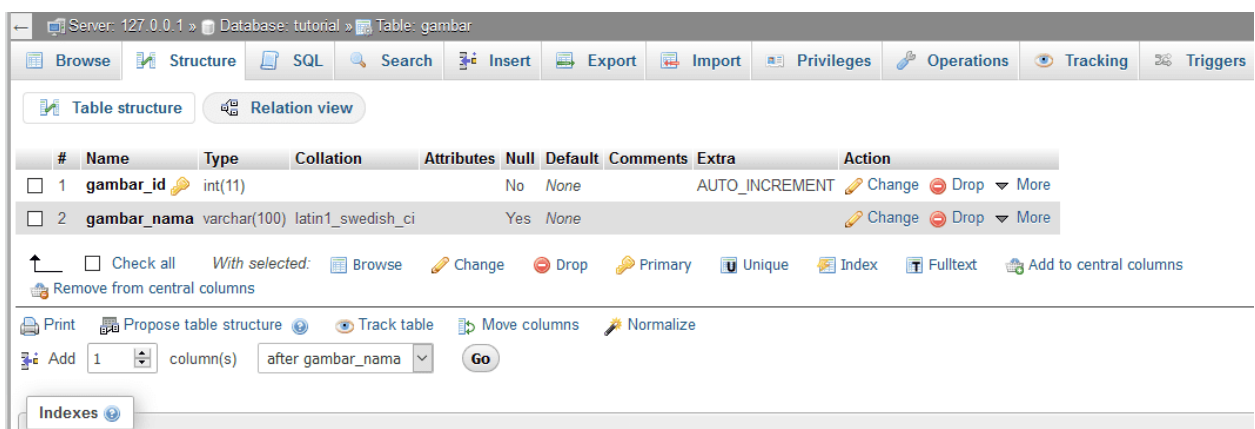 Server: 127.0.0.1 » Database: tutorial » Table: gambar
Browse Structure SQL Search Insert Export Import Privileges Operations Tracking Triggers
Table structure Relation view
# Name Type Collation Attributes Null Default Comments Extra Action
1 gambar_id int(11) No None AUTO_INCREMENT Change Drop More
2 gambar_nama varchar(100) latin1_swedish_ci Yes None Change Drop More
Check all With selected: Browse Change Drop Primary Unique Index Fulltext Add to central columns
Remove from central columns
Print Propose table structure Track table Move columns Normalize
Add 1 column(s) after gambar_nama Go
Indexes